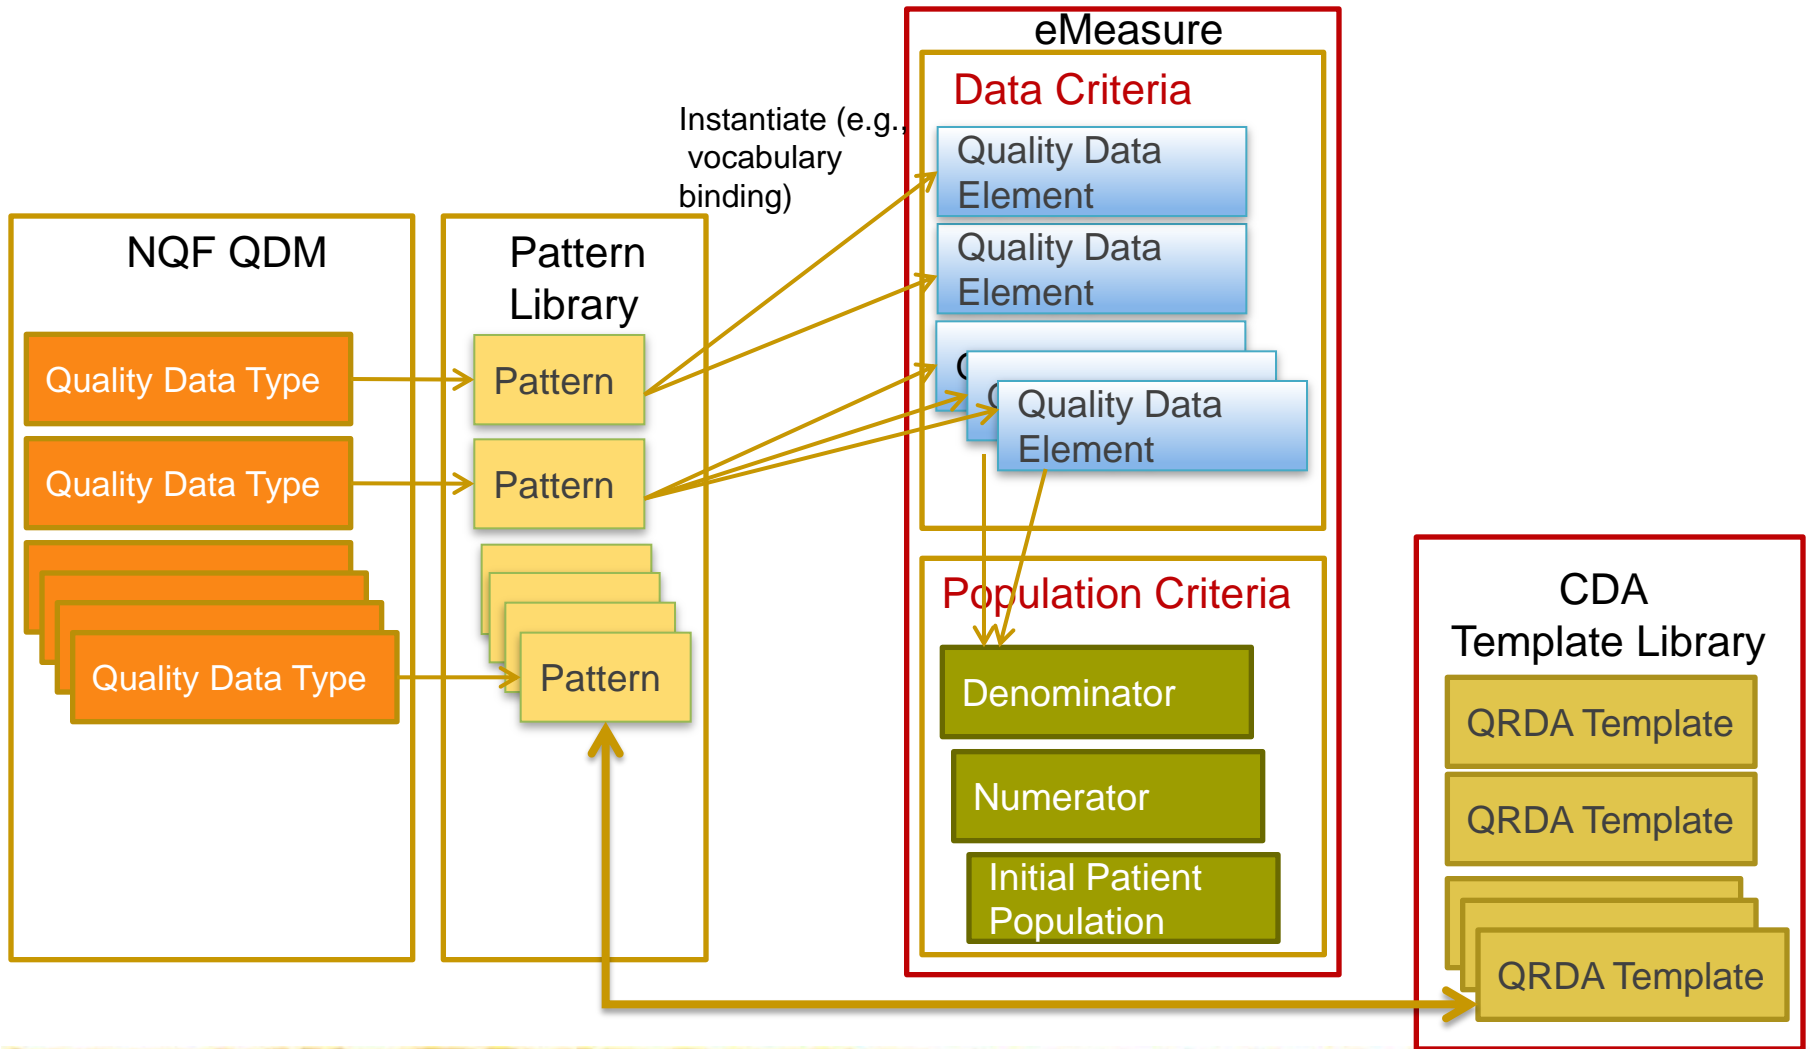 NQF QDM
Quality Data Type
Quality Data Type
Quality Data Type
Pattern
Library
Pattern
Pattern
Pattern
Instantiate (e.g.,
vocabulary
binding)
eMeasure
Data Criteria
Quality Data
Element
Quality Data
Element
Quality Data
Element
Population Criteria
Denominator
Numerator
Initial Patient
Population
CDA
Template Library
QRDA Template
QRDA Template
QRDA Template